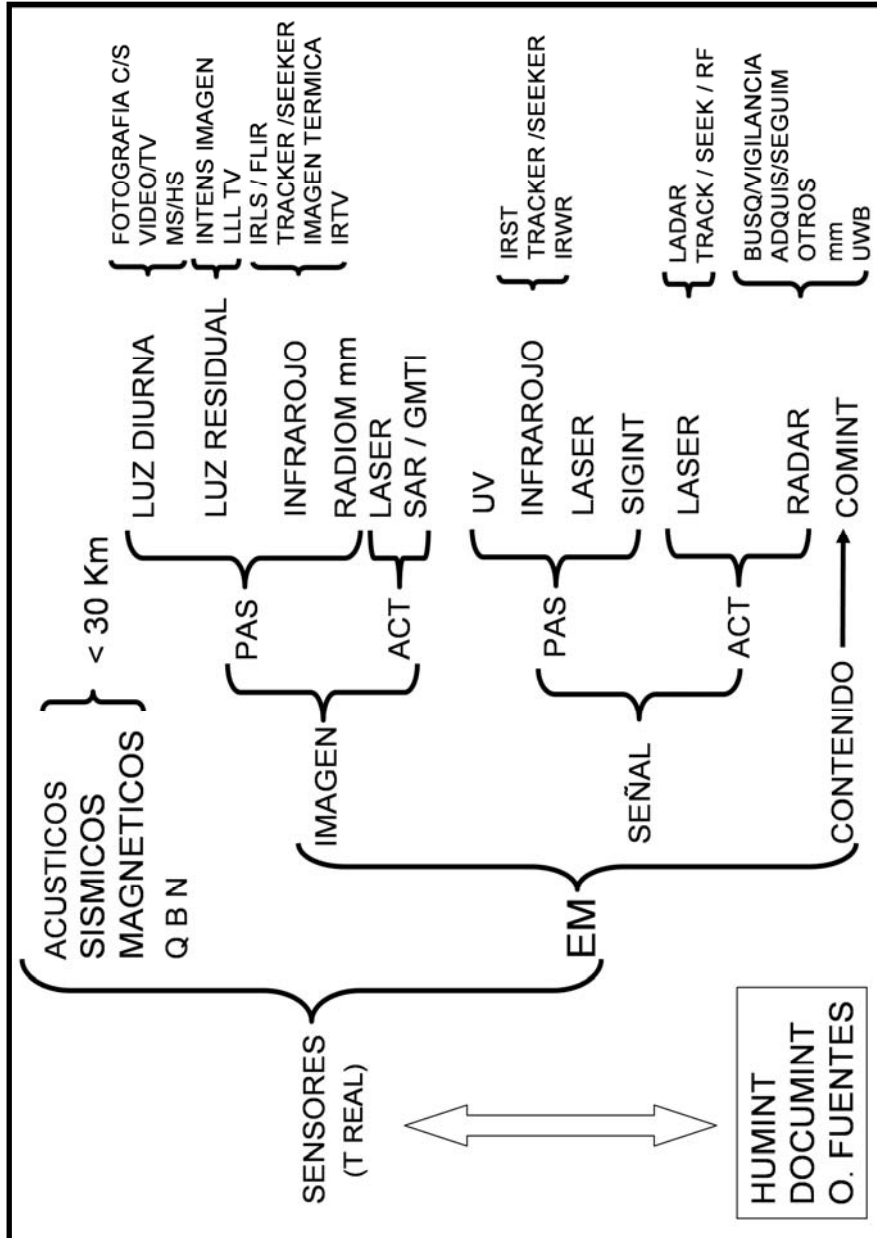 SENSORES
(T REAL)
HUMINT
DOCUMINT
O. FUENTES
ACUSTICOS
SISMICOS
MAGNETICOS
Q B N
< 30 Km
EM
IMAGEN
PAS
LUZ DIURNA
FOTOGRAFIA C/S
VIDEO/TV
MS/HS
LUZ RESIDUAL
INTENS IMAGEN
LLL TV
INFRAROJO
IRLS / FLIR
TRACKER /SEEKER
IMAGEN TERMICA
IRTV
RADIOM mm
ACT
LASER
SAR / GMTI
SEÑAL
PAS
UV
INFRAROJO
IRST
TRACKER /SEEKER
IRWR
LASER
SIGINT
ACT
LASER
LADAR
TRACK / SEEK / RF
RADAR
BUSQ/VIGILANCIA
ADQUIS/SEGUIM
OTROS
mm
UWB
CONTENIDO
COMINT